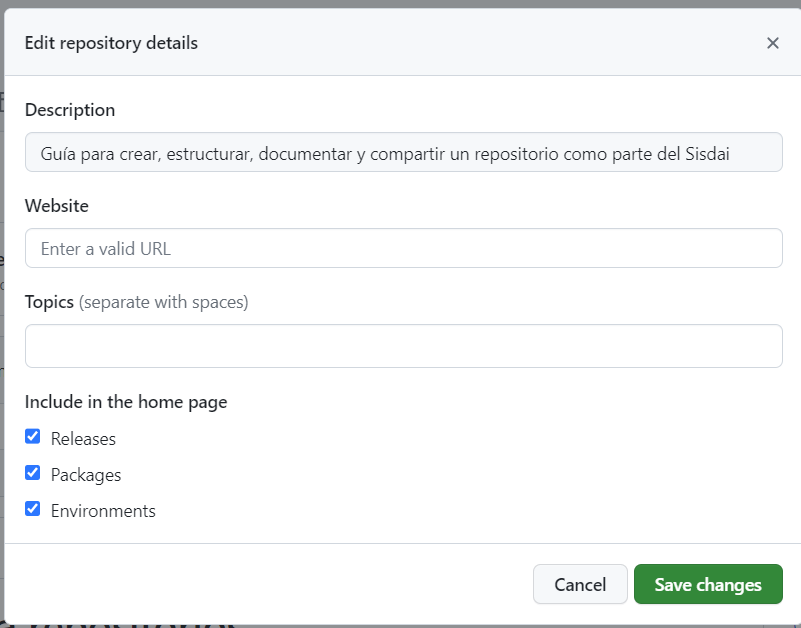 Edit repository details
Description
Guía para crear, estructurar, documentar y compartir un repositorio como parte del Sisdai
Website
Enter a valid URL
Topics (separate with spaces)
Include in the home page
Releases
Packages
Environments
Cancel Save changes